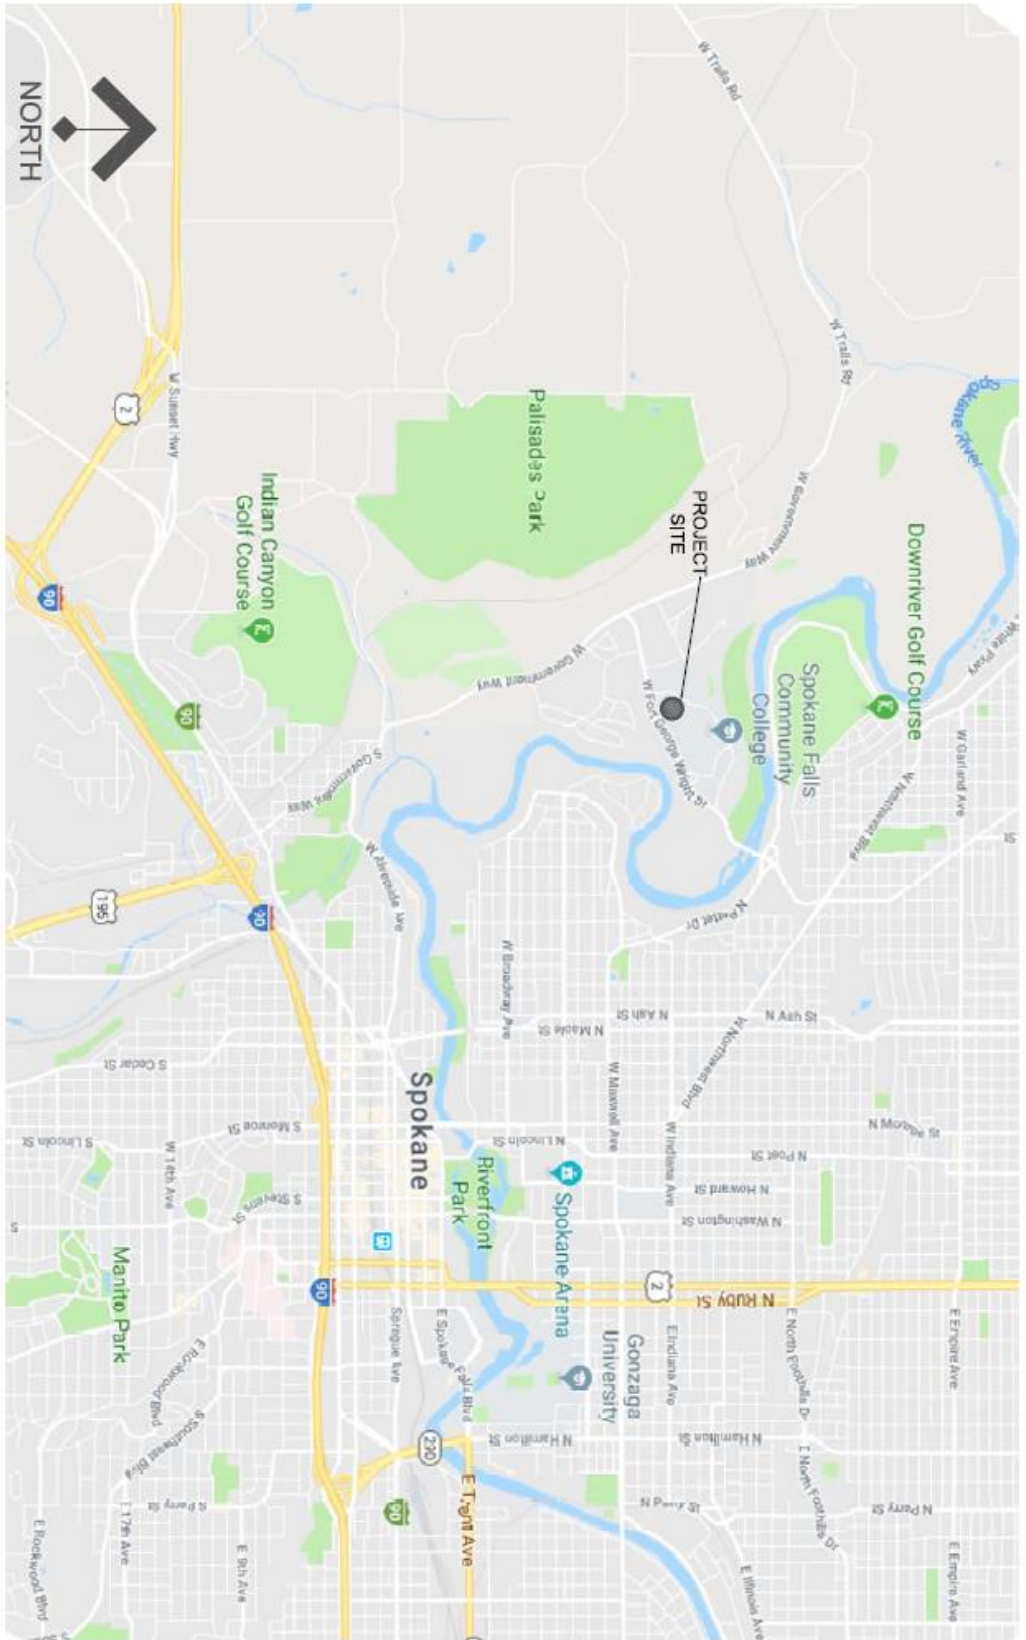 NORTH
W Trails Rd
W Trails Rd
Spokane River
2
W Sunset Hwy
Palisades Park
Indian Canyon
Golf Course
90
PROJECT
SITE
W Government Way
Downriver Golf Course
Spokane Falls
Community
College
W Government Way
W Fort George Wright Dr
W Garland Ave
W Northwest Blvd
90
S Government Way
W Riverside Ave
195
90
N Pettet Dr
W Broadway Ave
N Maple St
N Ash St
N Ash St
W Northwest Blvd
W Maxwell Ave
S Cedar St
Spokane
S Lincoln St
S Monroe St
W 14th Ave
S Stevens St
N Lincoln St
Riverfront
Park
Spokane Arena
W Indiana Ave
N Monroe St
N Post St
N Howard St
N Washington St
Manito Park
90
2
N Ruby St
Sprague Ave
E Spokane Falls Blvd
Gonzaga
University
E Indiana Ave
E North Foothills Dr
E Empire Ave
E Rockwood Blvd
S Southeast Blvd
290
N Hamilton St
N Hamilton St
E North Foothills Dr
S Perry St
E 17th Ave
E 9th Ave
E Rockwood Blvd
90
E Trent Ave
N Perry St
N Perry St
E Illinois Ave
E Empire Ave